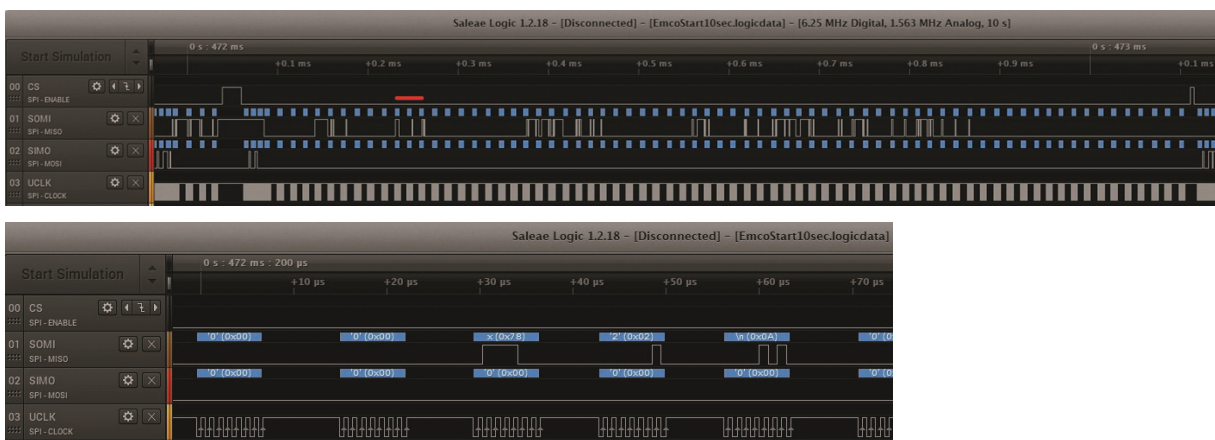 Saleae Logic 1.2.18 - [Disconnected] - [EmcoStart10sec.logicdata] - [6.25 MHz Digital, 1.563 MHz Analog, 10 s]
Start Simulation
0 s : 472 ms 0 s : 473 ms
+0.1 ms +0.2 ms +0.3 ms +0.4 ms +0.5 ms +0.6 ms +0.7 ms +0.8 ms +0.9 ms +0.1 ms
00 CS
SPI - ENABLE
01 SOMI
SPI - MISO
02 SIMO
SPI - MOSI
03 UCLK
SPI - CLOCK
Saleae Logic 1.2.18 - [Disconnected] - [EmcoStart10sec.logicdata]
Start Simulation
0 s : 472 ms : 200 µs
+10 µs +20 µs +30 µs +40 µs +50 µs +60 µs +70 µs
00 CS
SPI - ENABLE
'0' (0x00) '0' (0x00) x (0x78) '2' (0x02) \n (0x0A) '0' (0
01 SOMI
SPI - MISO
'0' (0x00) '0' (0x00) '0' (0x00) '0' (0x00) '0' (0x00) '0' (0
02 SIMO
SPI - MOSI
03 UCLK
SPI - CLOCK